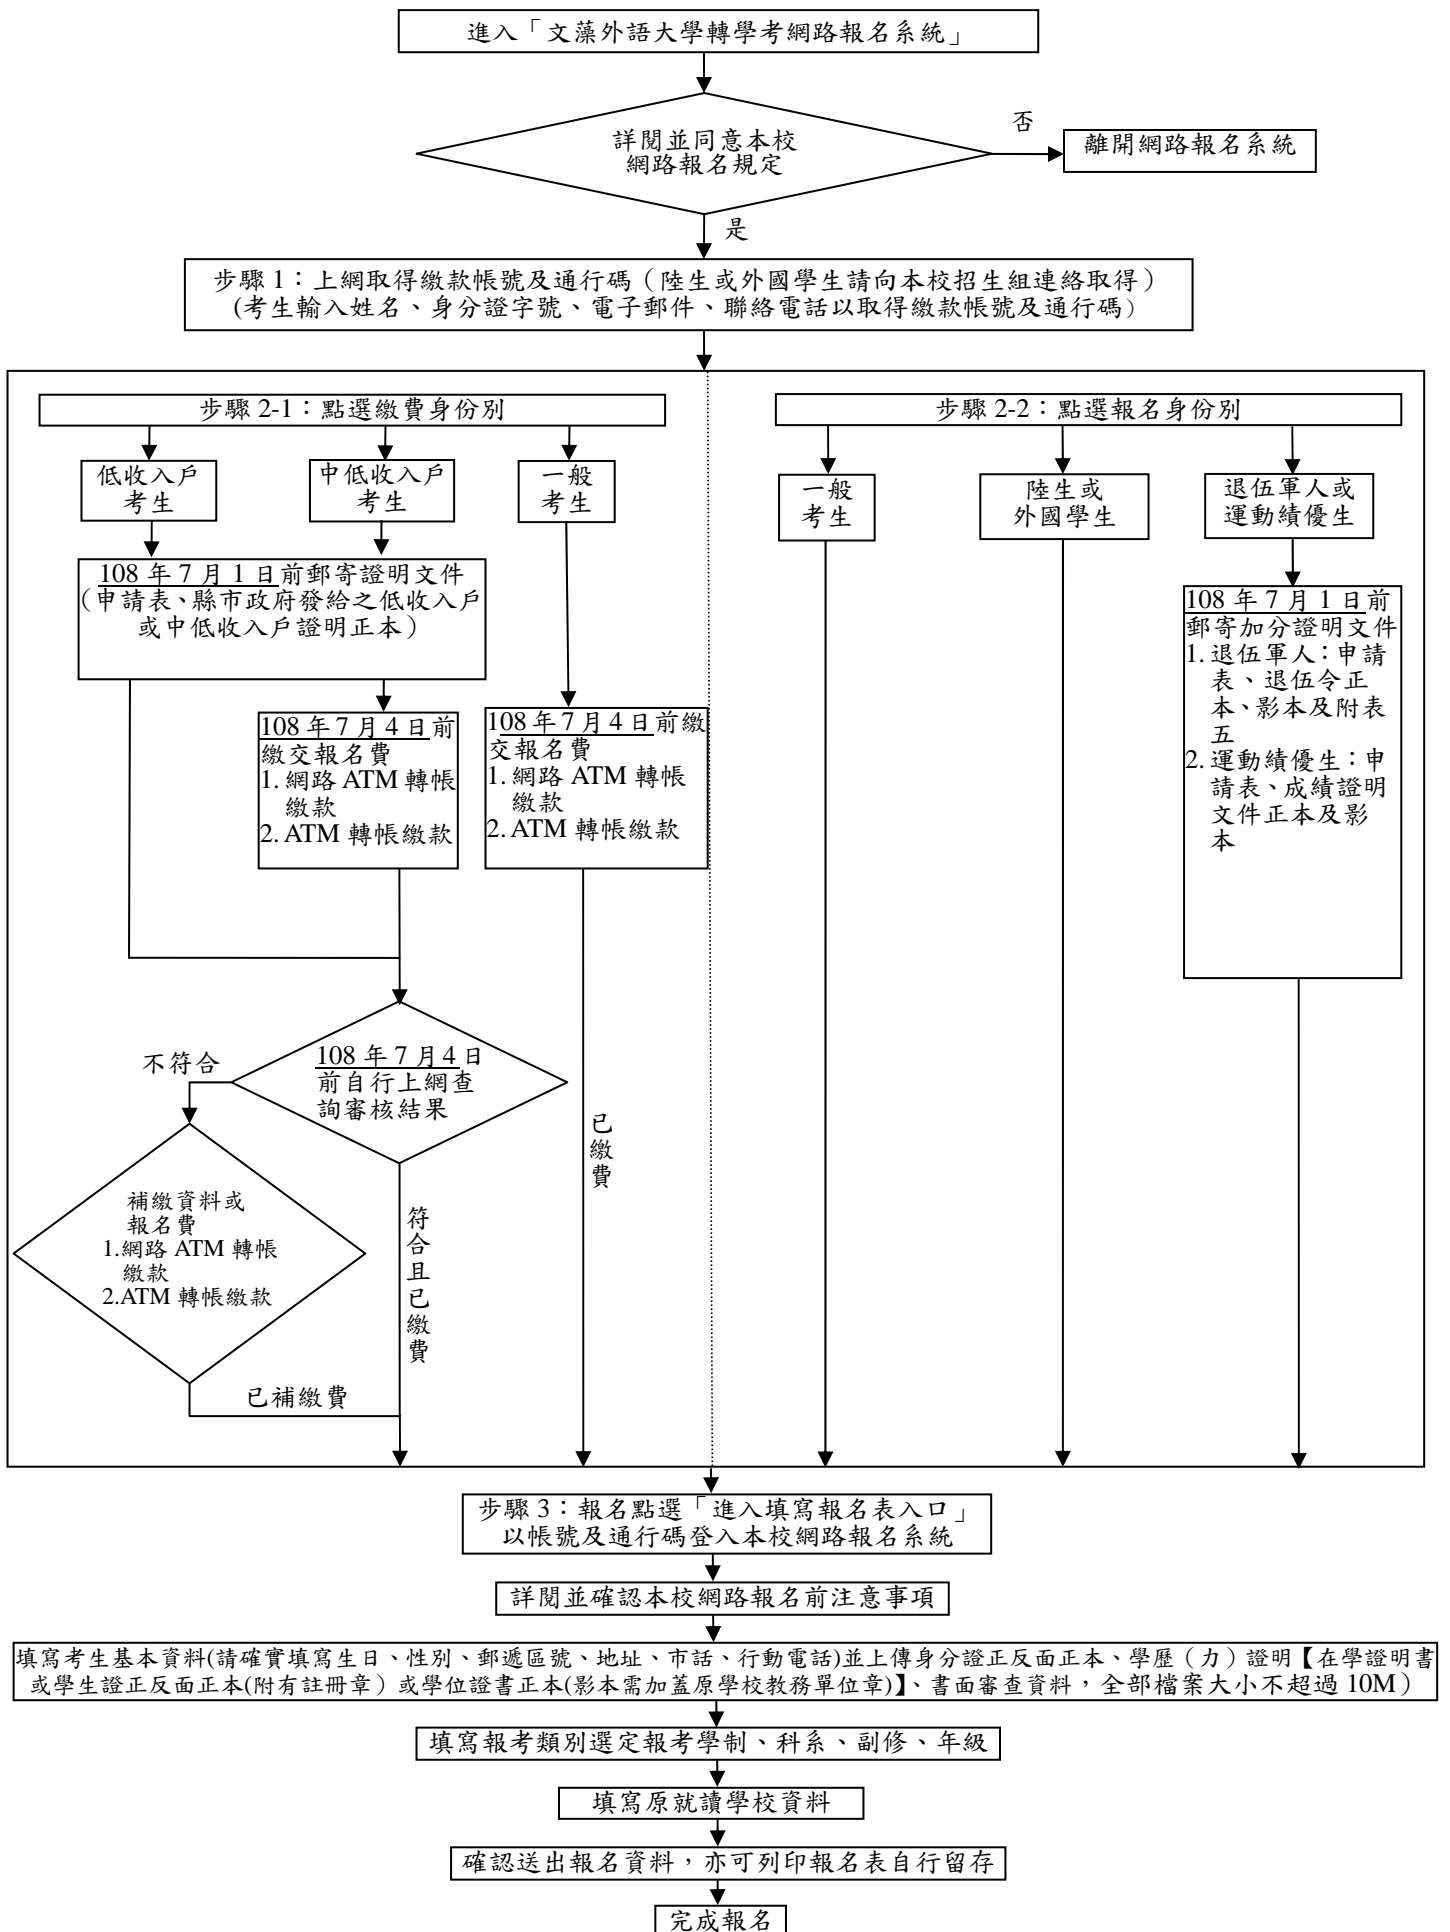 進入「文藻外語大學轉學考網路報名系統」
詳閱並同意本校
網路報名規定
否
離開網路報名系統
是
步驟 1：上網取得繳款帳號及通行碼（陸生或外國學生請向本校招生組連絡取得）
(考生輸入姓名、身分證字號、電子郵件、聯絡電話以取得繳款帳號及通行碼)
步驟 2-1：點選繳費身份別
低收入戶
考生
中低收入戶
考生
一般
考生
108 年 7 月 1 日前郵寄證明文件
（申請表、縣市政府發給之低收入戶
或中低收入戶證明正本）
108 年 7 月 4 日前
繳交報名費
1. 網路 ATM 轉帳
繳款
2. ATM 轉帳繳款
108 年 7 月 4 日前繳
交報名費
1. 網路 ATM 轉帳
繳款
2. ATM 轉帳繳款
不符合
108 年 7 月 4 日
前自行上網查
詢審核結果
補繳資料或
報名費
1.網路 ATM 轉帳
繳款
2.ATM 轉帳繳款
符合且已繳費
已繳費
已補繳費
步驟 2-2：點選報名身份別
一般
考生
陸生或
外國學生
退伍軍人或
運動績優生
108 年 7 月 1 日前
郵寄加分證明文件
1. 退伍軍人：申請
表、退伍令正
本、影本及附表
五
2. 運動績優生：申
請表、成績證明
文件正本及影
本
步驟 3：報名點選「進入填寫報名表入口」
以帳號及通行碼登入本校網路報名系統
詳閱並確認本校網路報名前注意事項
填寫考生基本資料(請確實填寫生日、性別、郵遞區號、地址、市話、行動電話)並上傳身分證正反面正本、學歷（力）證明【在學證明書
或學生證正反面正本(附有註冊章）或學位證書正本(影本需加蓋原學校教務單位章)】、書面審查資料，全部檔案大小不超過 10M）
填寫報考類別選定報考學制、科系、副修、年級
填寫原就讀學校資料
確認送出報名資料，亦可列印報名表自行留存
完成報名